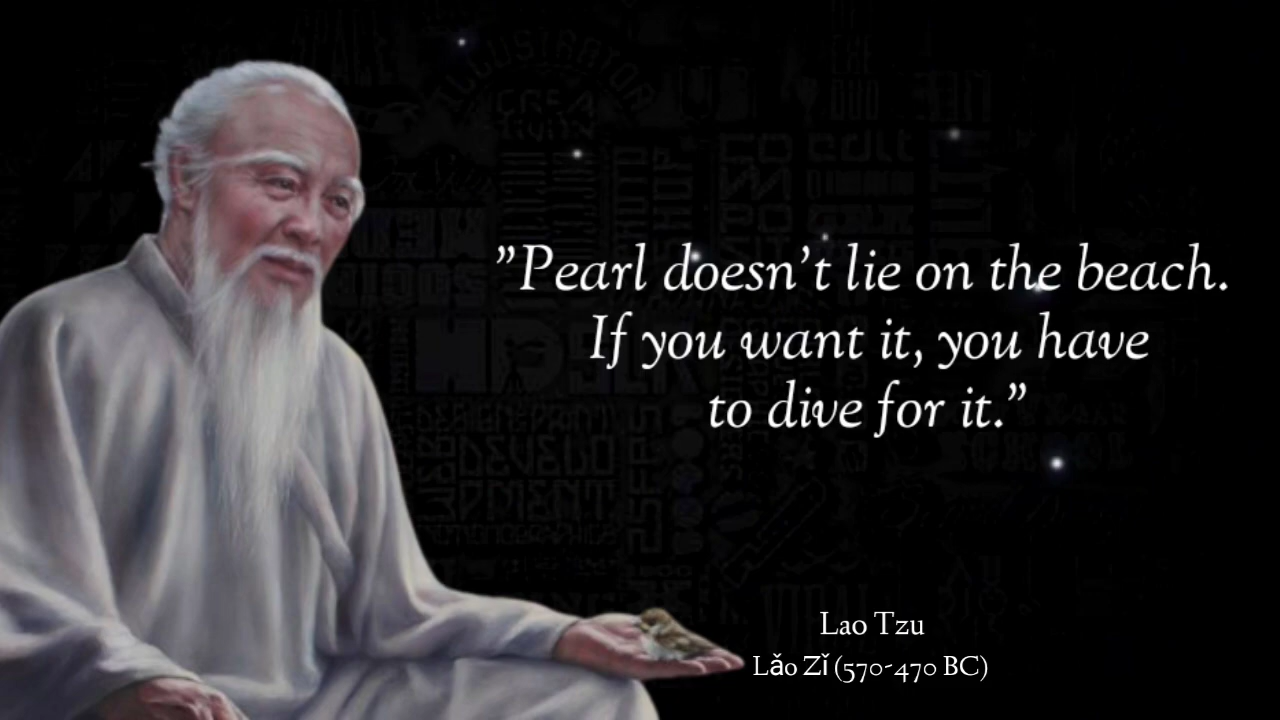 ”Pearl doesn’t lie on the beach.
If you want it, you have
to dive for it.”
Lao Tzu
Lǎo Zǐ (570-470 BC)